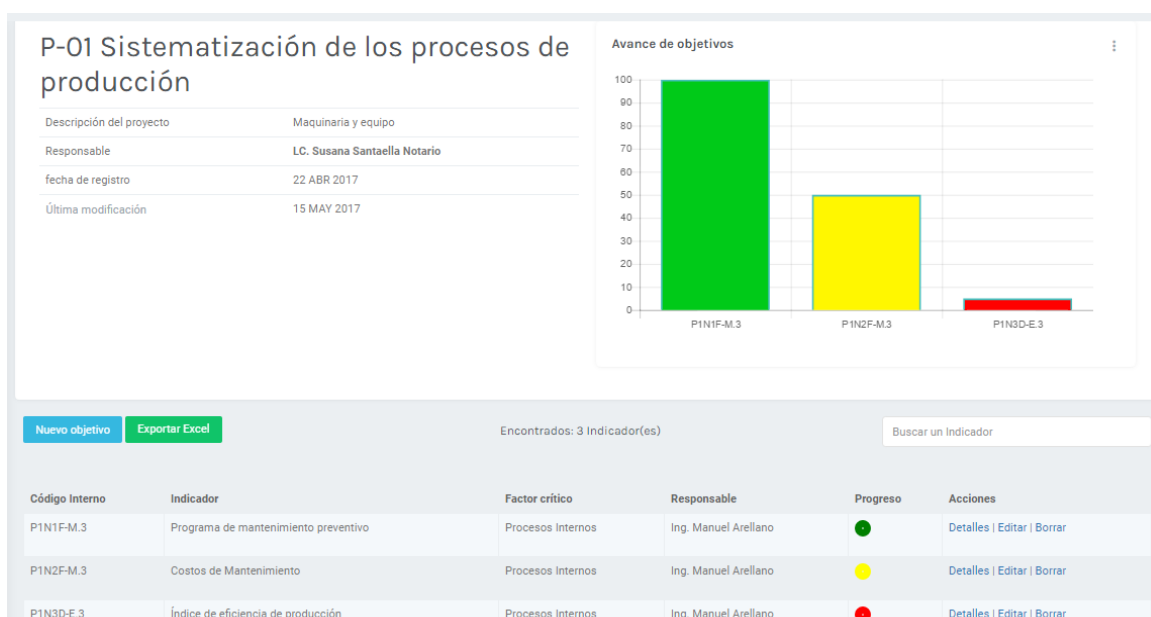 P-01 Sistematización de los procesos de
producción
Descripción del proyecto Maquinaria y equipo
Responsable LC. Susana Santaella Notario
fecha de registro 22 ABR 2017
Última modificación 15 MAY 2017
Avance de objetivos
100
90
80
70
60
50
40
30
20
10
0
P1N1F-M.3 P1N2F-M.3 P1N3D-E.3
Nuevo objetivo Exportar Excel Encontrados: 3 Indicador(es) Buscar un Indicador
Código Interno Indicador Factor crítico Responsable Progreso Acciones
P1N1F-M.3 Programa de mantenimiento preventivo Procesos Internos Ing. Manuel Arellano Detalles | Editar | Borrar
P1N2F-M.3 Costos de Mantenimiento Procesos Internos Ing. Manuel Arellano Detalles | Editar | Borrar
P1N3D-E.3 Índice de eficiencia de producción Procesos Internos Ing. Manuel Arellano Detalles | Editar | Borrar